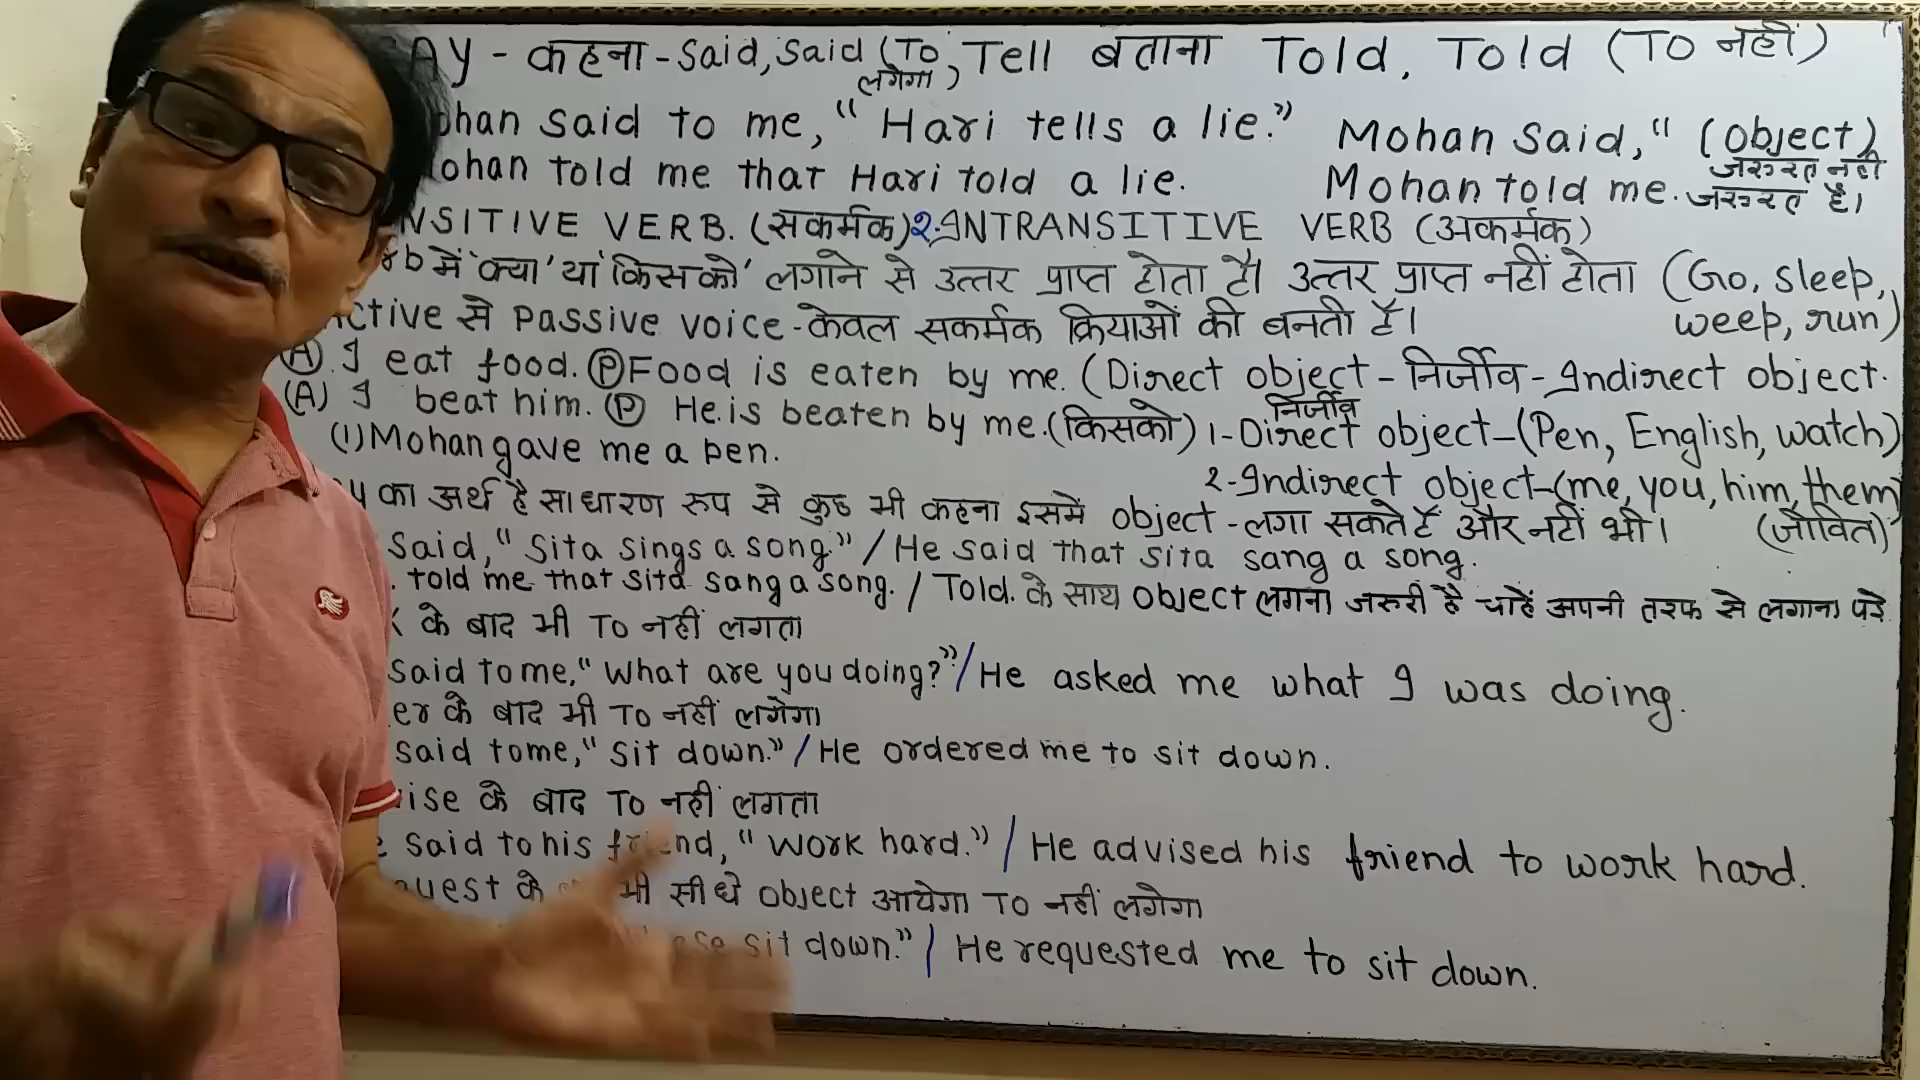 AY - कहना - said, said (TO लगेगा), Tell बताना Told, Told (TO नहीं)
ohan said to me, "Hari tells a lie." Mohan said, " (object) जरूरत नहीं
ohan told me that Hari told a lie. Mohan told me. जरूरत है।
NSITIVE VERB. (सकर्मक) 2. INTRANSITIVE VERB (अकर्मक)
rb में 'क्या' या 'किसको' लगाने से उत्तर प्राप्त होता है। उत्तर प्राप्त नहीं होता (Go, sleep, weep, run)
ctive से passive voice - केवल सकर्मक क्रियाओं की बनती है।
(A). I eat food. (P) Food is eaten by me. (Direct object - निर्जीव - Indirect object.
(A) I beat him. (P) He is beaten by me. (किसको) 1 - Direct object - (Pen, English, watch)
निर्जीव
(1) Mohan gave me a pen.
2 - Indirect object - (me, you, him, them)
y का अर्थ है साधारण रूप से कुछ भी कहना इसमें object - लगा सकते हैं और नहीं भी। (जीवित)
said, "Sita sings a song" / He said that sita sang a song.
told me that sita sang a song. / Told. के साथ object लगना जरुरी है चाहें अपनी तरफ से लगाना पड़े
k के बाद भी TO नहीं लगता
said to me, "What are you doing?" / He asked me what I was doing.
er के बाद भी TO नहीं लगेगा
said to me, "Sit down." / He ordered me to sit down.
ise के बाद TO नहीं लगता
said to his friend, "Work hard." / He advised his friend to work hard.
quest के भी सीधे object आयेगा TO नहीं लगेगा
sit down." / He requested me to sit down.